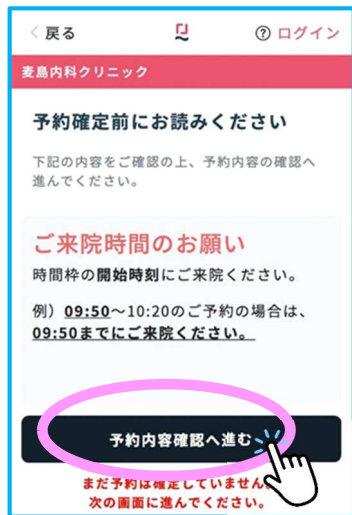 戻る
ログイン
麦島内科クリニック
予約確定前にお読みください
下記の内容をご確認の上、予約内容の確認へ
進んでください。
ご来院時間のお願い
時間枠の開始時刻にご来院ください。
例）09:50～10:20のご予約の場合は、
09:50までにご来院ください。
予約内容確認へ進む
まだ予約は確定していません。
次の画面に進んでください。